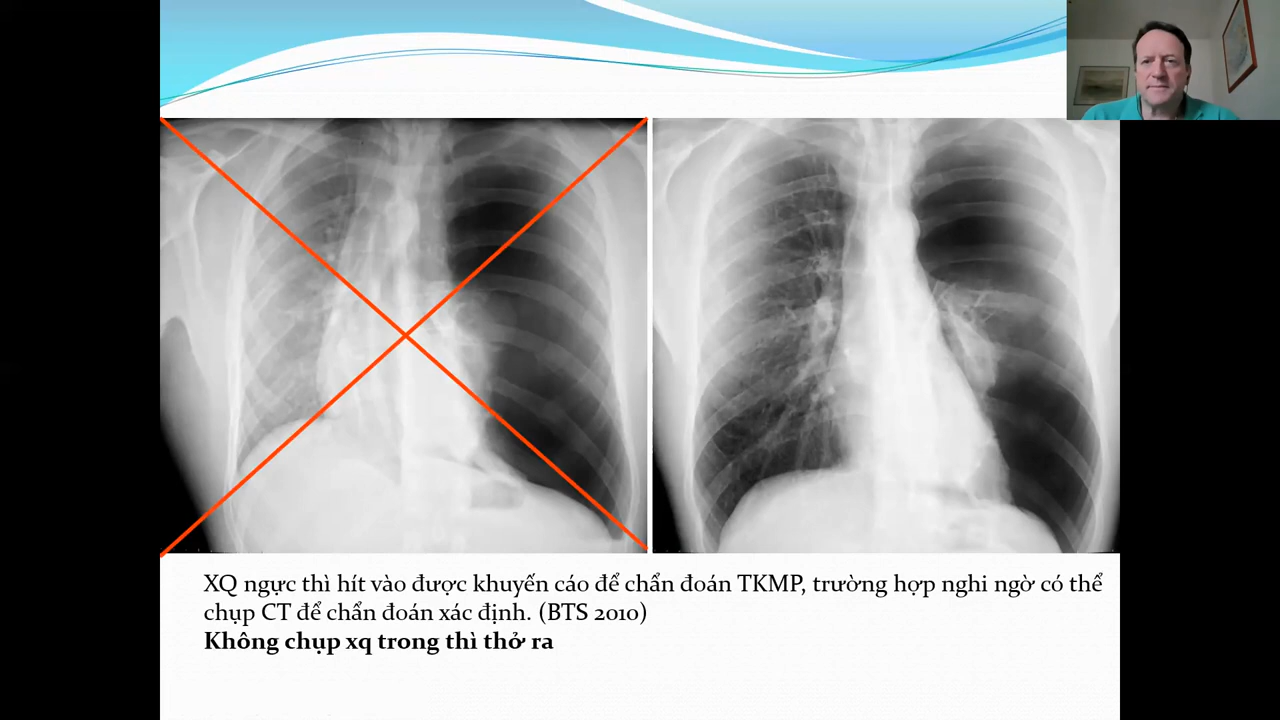 XQ ngực thì hít vào được khuyến cáo để chẩn đoán TKMP, trường hợp nghi ngờ có thể
chụp CT để chẩn đoán xác định. (BTS 2010)
Không chụp xq trong thì thở ra